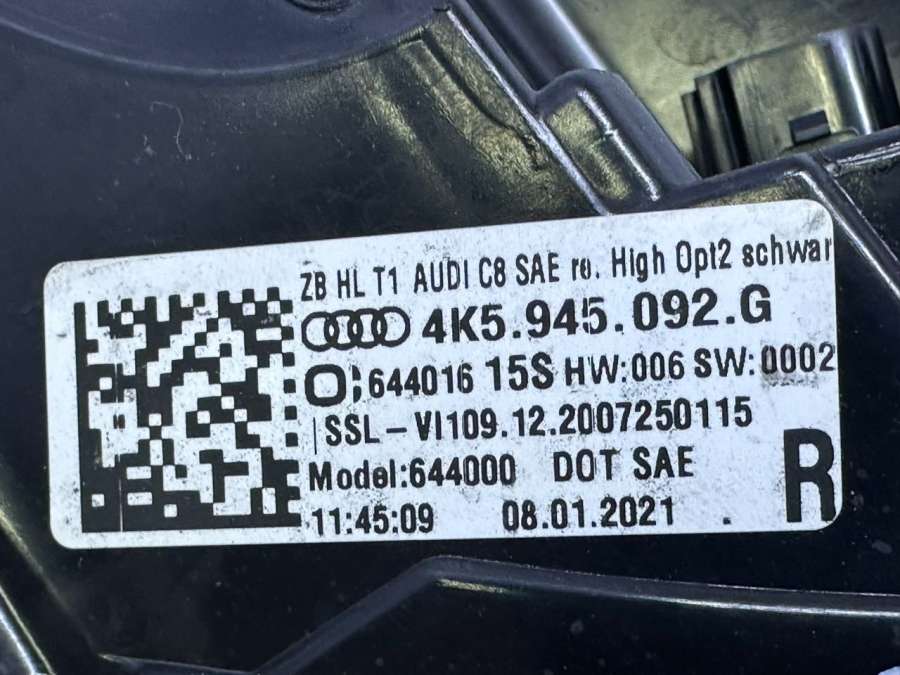 ZB HL T1 AUDI C8 SAE re. High Opt2 schwar
4K5.945.092.G
644016 15S HW:006 SW:0002
SSL-VI109.12.2007250115
Model:644000 DOT SAE
R
11:45:09 08.01.2021